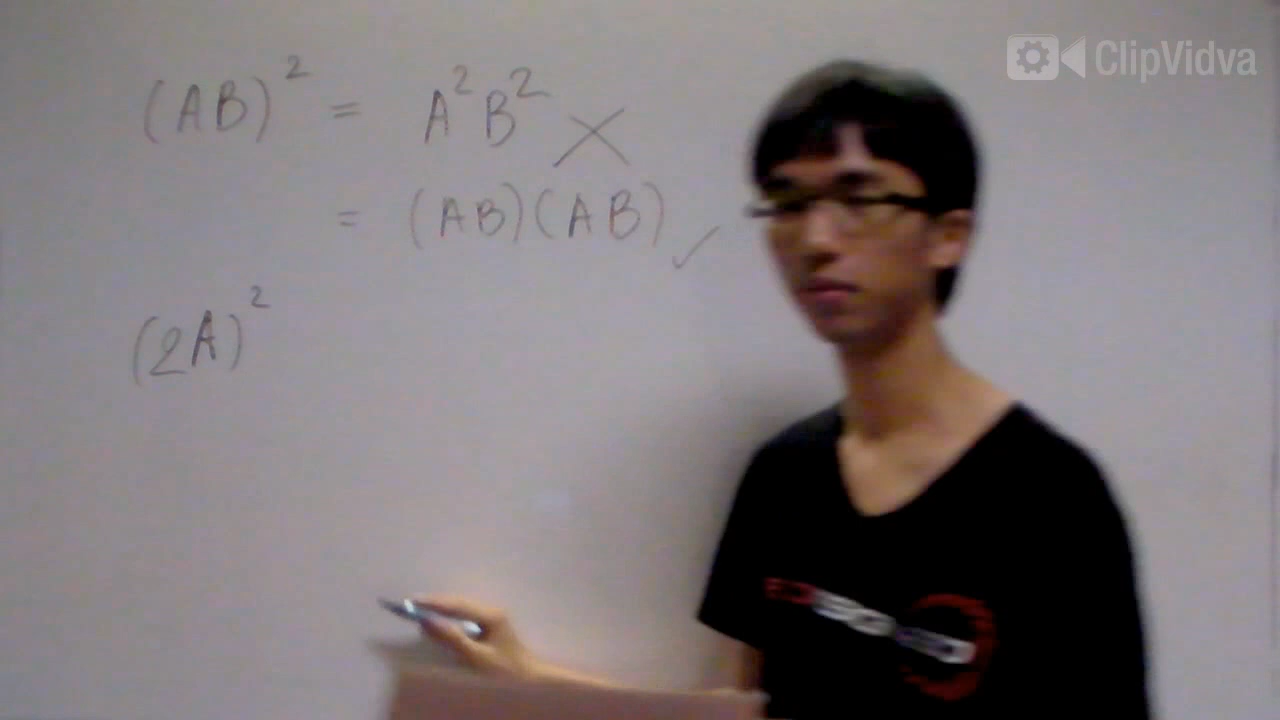 ClipVidva
(AB)² = A²B² ✗
= (AB)(AB) ✓
(2A)²